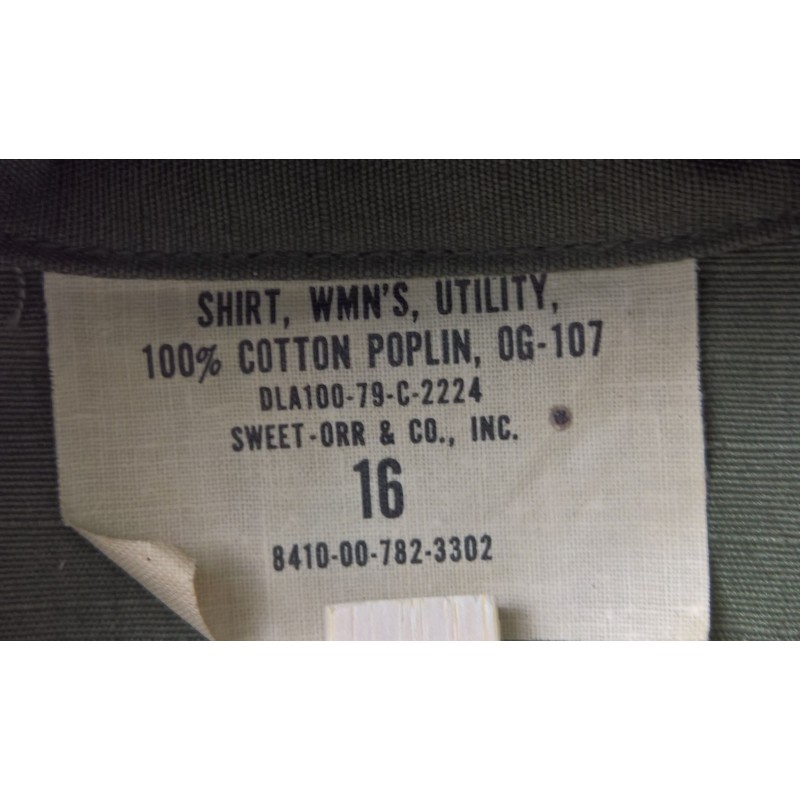 SHIRT, WMN'S, UTILITY,
100% COTTON POPLIN, OG-107
DLA100-79-C-2224
SWEET-ORR & CO., INC.
16
8410-00-782-3302